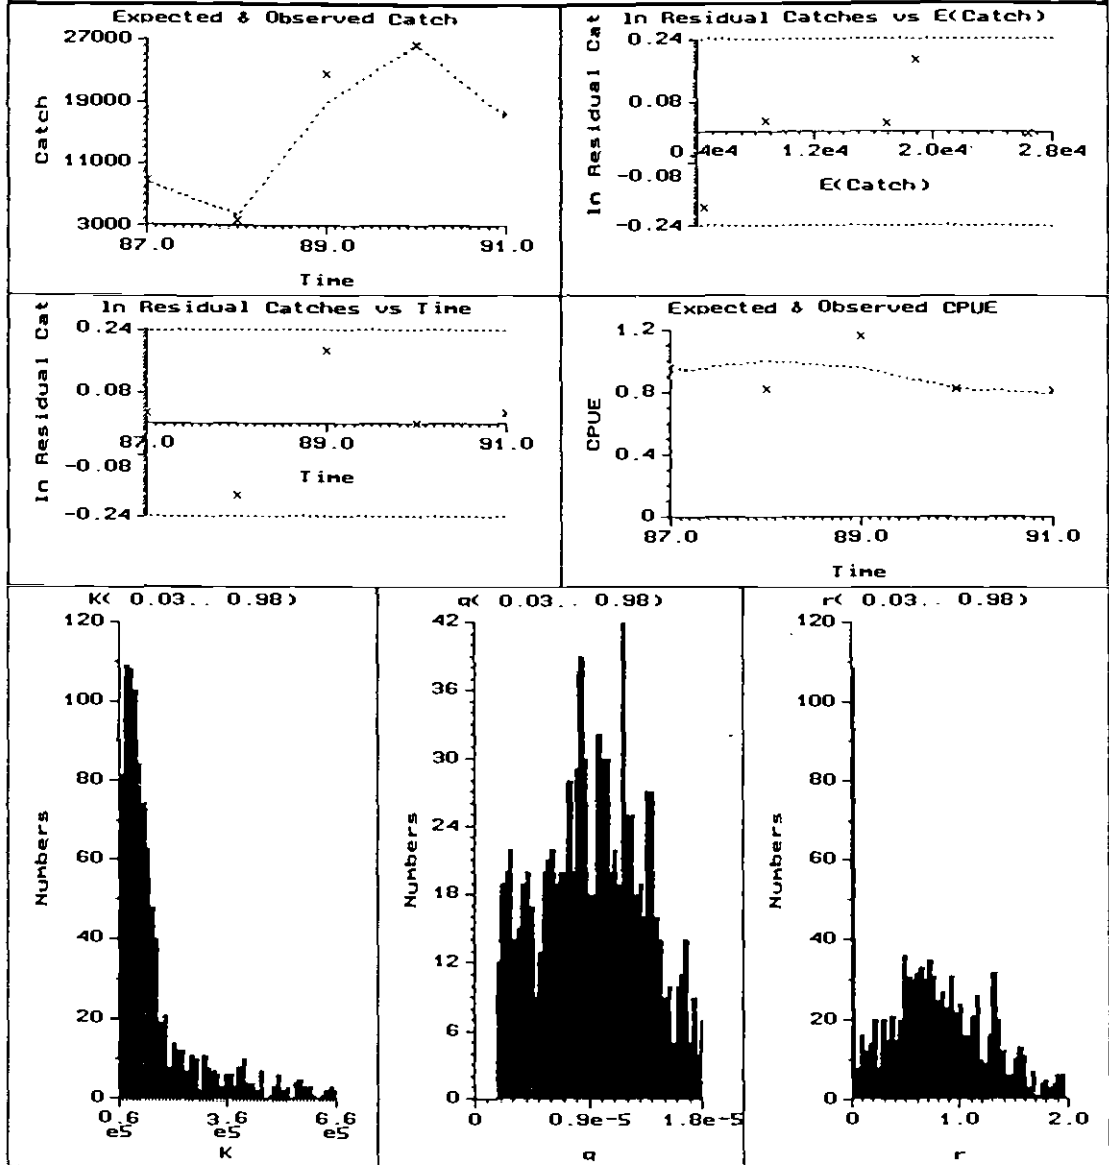 Expected & Observed Catch
27000
19000
11000
3000
Catch
87.0 89.0 91.0
Time
ln Residual Catches vs E(Catch)
0.24
0.08
0.4e4 1.2e4 2.0e4 2.8e4
-0.08
-0.24
ln Residual Cat
E(Catch)
ln Residual Catches vs Time
0.24
0.08
87.0 89.0 91.0
-0.08
-0.24
ln Residual Cat
Time
Expected & Observed CPUE
1.2
0.8
0.4
0
CPUE
87.0 89.0 91.0
Time
K( 0.03.. 0.98)
120
100
80
60
40
20
0
Numbers
0.6 3.6 6.6
e5 e5 e5
K
q( 0.03.. 0.98)
42
36
30
24
18
12
6
0
Numbers
0 0.9e-5 1.8e-5
q
r( 0.03.. 0.98)
120
100
80
60
40
20
0
Numbers
0 1.0 2.0
r